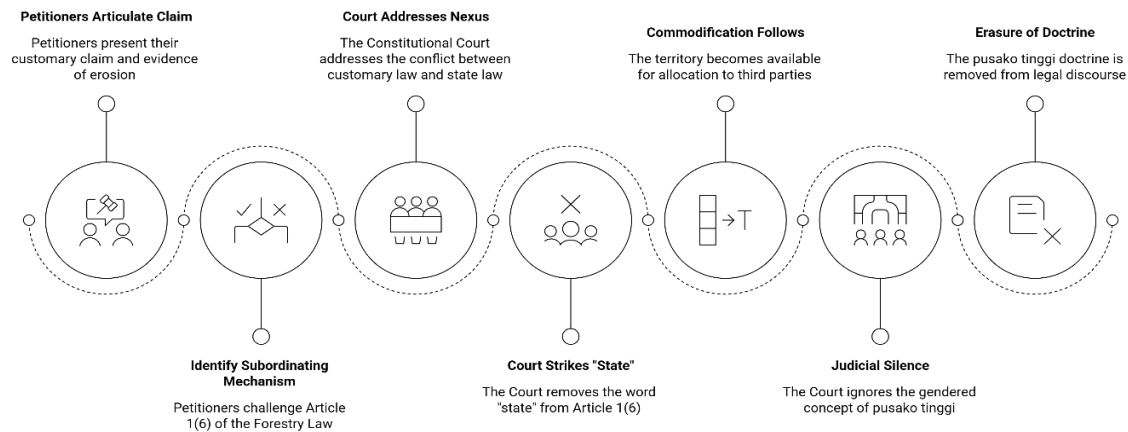 Petitioners Articulate Claim
Petitioners present their
customary claim and evidence
of erosion
Identify Subordinating
Mechanism
Petitioners challenge Article
1(6) of the Forestry Law
Court Addresses Nexus
The Constitutional Court
addresses the conflict between
customary law and state law
Court Strikes "State"
The Court removes the word
"state" from Article 1(6)
Commodification Follows
The territory becomes available
for allocation to third parties
Judicial Silence
The Court ignores the gendered
concept of pusako tinggi
Erasure of Doctrine
The pusako tinggi doctrine is
removed from legal discourse